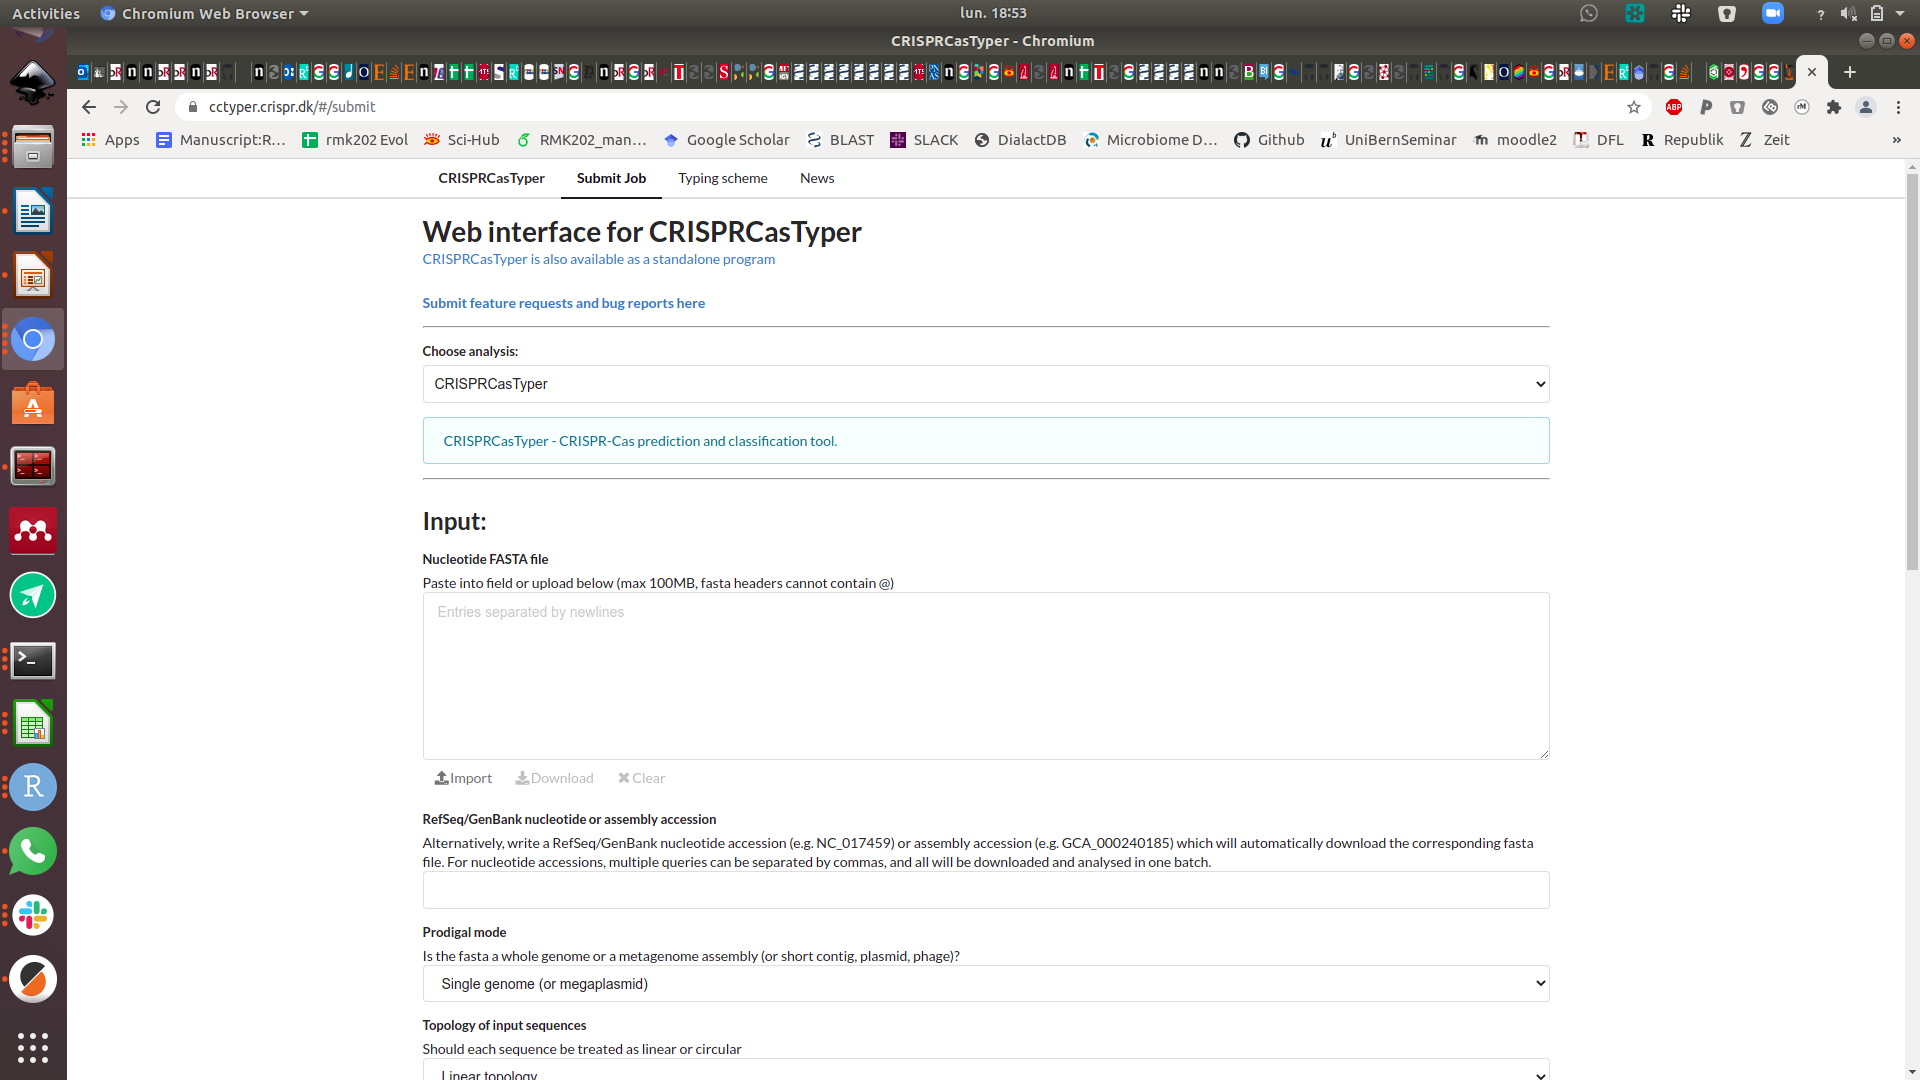 Activities
Chromium Web Browser
lun. 18:53
?
CRISPRCasTyper - Chromium
cctyper.crispr.dk/#/submit
ABP
Apps
Manuscript:R...
rmk202 Evol
Sci-Hub
RMK202_man...
Google Scholar
BLAST
SLACK
DialactDB
Microbiome D...
Github
UniBernSeminar
moodle2
DFL
Republik
Zeit
»
CRISPRCasTyper
Submit Job
Typing scheme
News
Web interface for CRISPRCasTyper
CRISPRCasTyper is also available as a standalone program
Submit feature requests and bug reports here
Choose analysis:
CRISPRCasTyper
CRISPRCasTyper - CRISPR-Cas prediction and classification tool.
Input:
Nucleotide FASTA file
Paste into field or upload below (max 100MB, fasta headers cannot contain @)
Entries separated by newlines
Import
Download
Clear
RefSeq/GenBank nucleotide or assembly accession
Alternatively, write a RefSeq/GenBank nucleotide accession (e.g. NC_017459) or assembly accession (e.g. GCA_000240185) which will automatically download the corresponding fasta
file. For nucleotide accessions, multiple queries can be separated by commas, and all will be downloaded and analysed in one batch.
Prodigal mode
Is the fasta a whole genome or a metagenome assembly (or short contig, plasmid, phage)?
Single genome (or megaplasmid)
Topology of input sequences
Should each sequence be treated as linear or circular
Linear topology